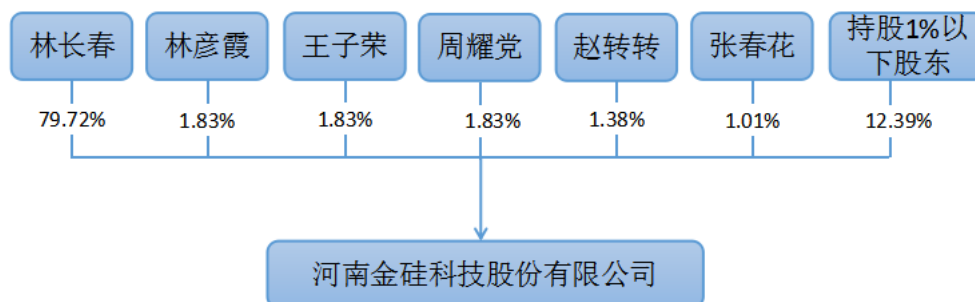 林长春
林彦霞
王子荣
周耀党
赵转转
张春花
持股1%以
下股东
79.72%
1.83%
1.83%
1.83%
1.38%
1.01%
12.39%
河南金硅科技股份有限公司